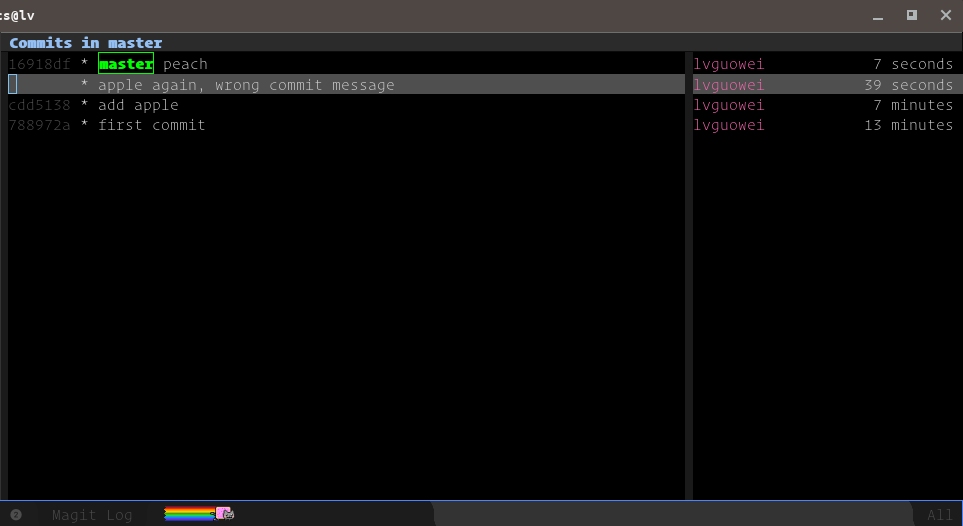 cs@lv
Commits in master
16918df * master peach lvguowei 7 seconds
* apple again, wrong commit message lvguowei 39 seconds
cdd5138 * add apple lvguowei 7 minutes
788972a * first commit lvguowei 13 minutes
2 Magit Log All